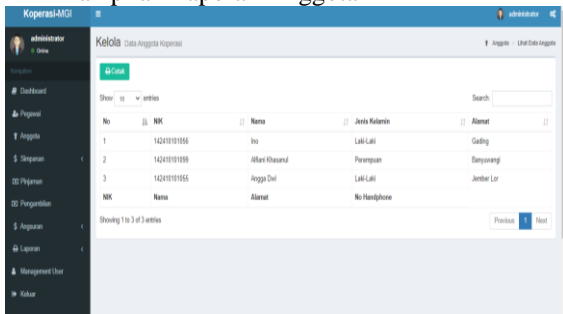 Koperasi-MGI
administrator
administrator
Online
Kelola Data Anggota Koperasi
Anggota - Lihat Data Anggota
Navigation
Dashboard
Pegawai
Anggota
$ Simpanan <
Pinjaman
Pengambilan
$ Angsuran <
Laporan <
Management User
Keluar
Cetak
Show 10 entries
Search:
No NIK Nama Jenis Kelamin Alamat
1 142410101056 Ino Laki-Laki Gading
2 142410101099 Alfiani Khasanul Perempuan Banyuwangi
3 142410101055 Angga Dwi Laki-Laki Jember Lor
NIK Nama Alamat No Handphone
Showing 1 to 3 of 3 entries
Previous 1 Next